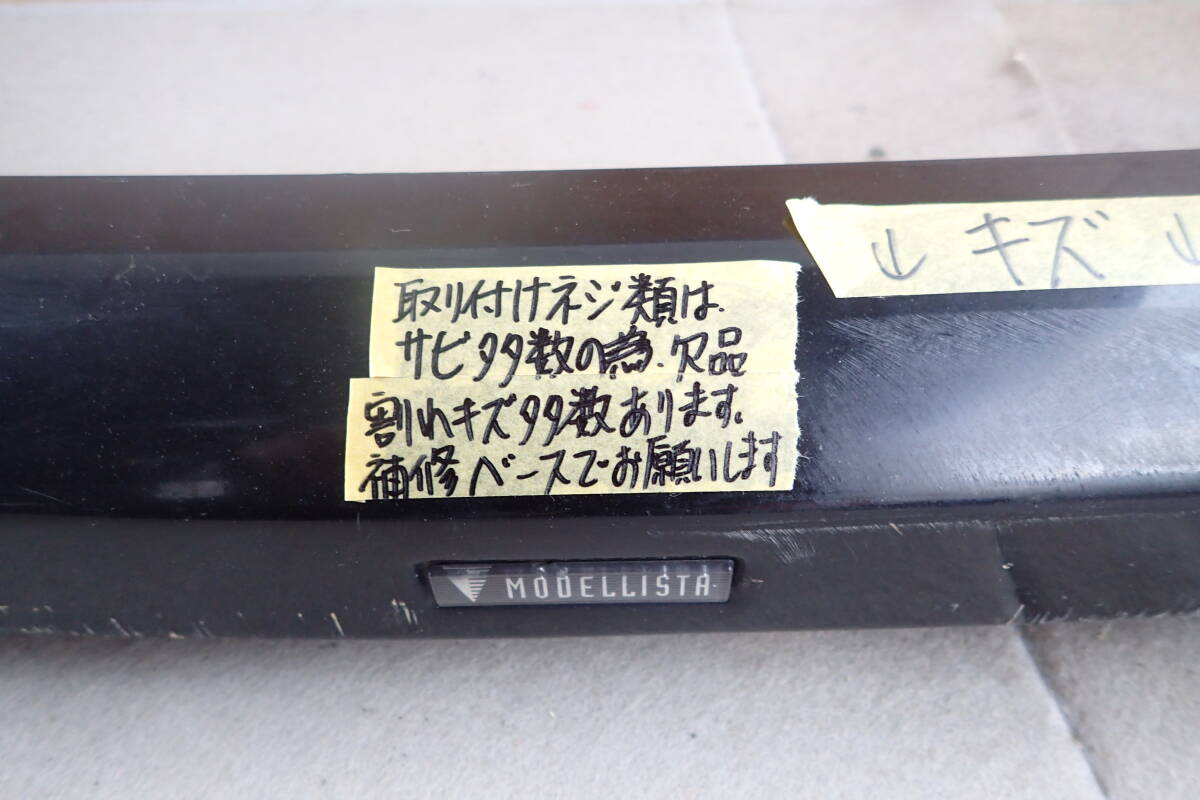 ↓ キズ ↓
取り付けネジ類は、
サビ多数の為、欠品
割れキズ多数あります。
補修ベースでお願いします
MODELLISTA